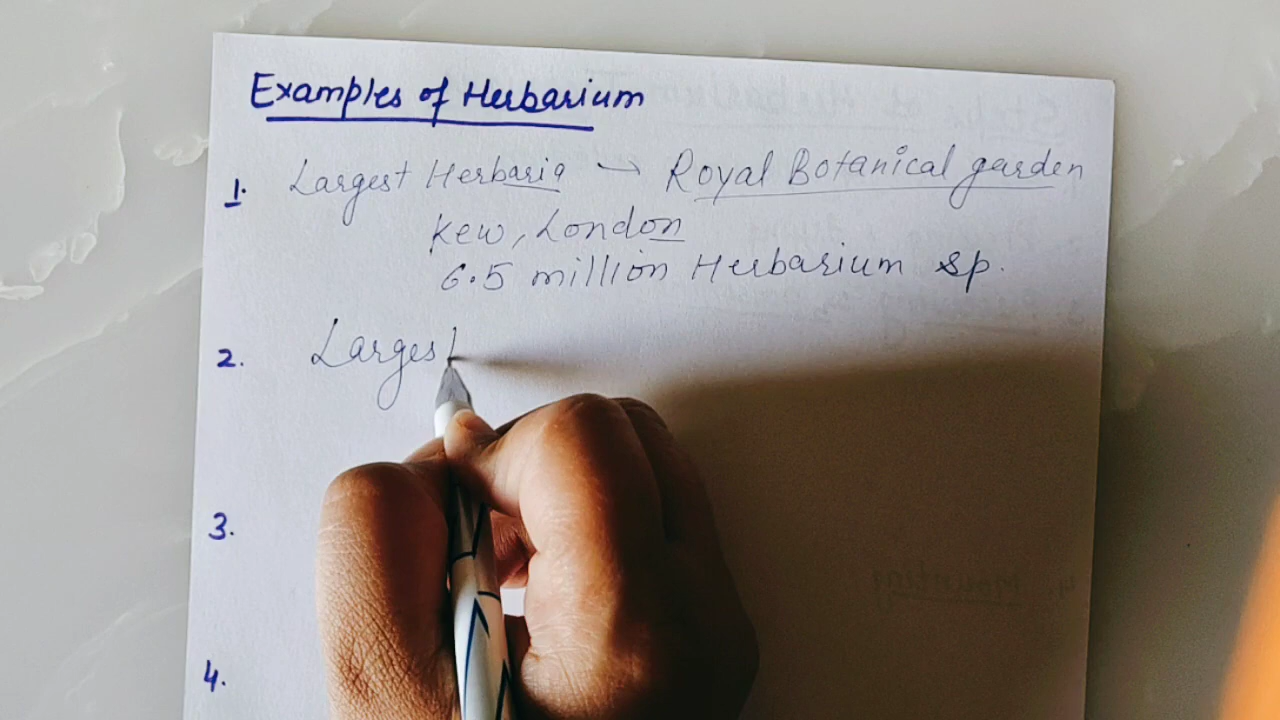 Examples of Herbarium
1. Largest Herbaria → Royal Botanical garden
Kew, London
6.5 million Herbarium sp.
2. Largest
3.
4.